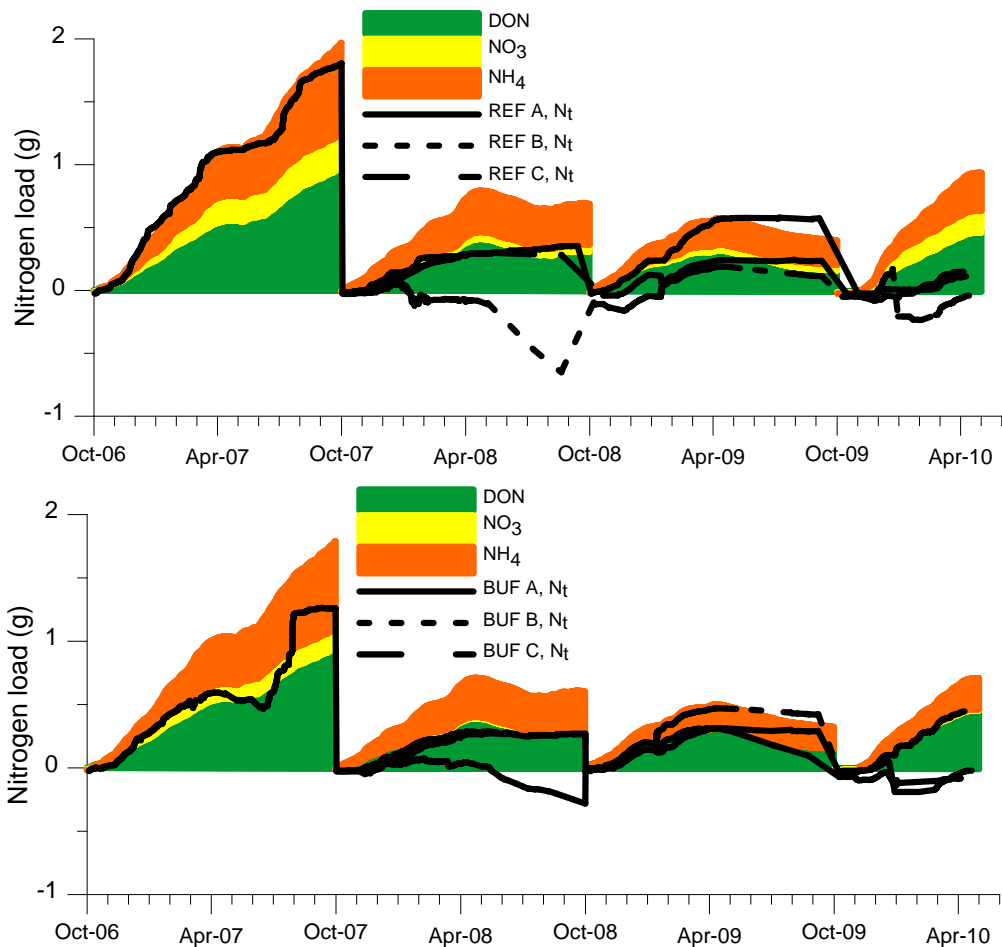 2
DON
NO3
NH4
REF A, Nt
REF B, Nt
REF C, Nt
1
0
-1
Nitrogen load (g)
Oct-06 Apr-07 Oct-07 Apr-08 Oct-08 Apr-09 Oct-09 Apr-10
2
DON
NO3
NH4
BUF A, Nt
BUF B, Nt
BUF C, Nt
1
0
-1
Nitrogen load (g)
Oct-06 Apr-07 Oct-07 Apr-08 Oct-08 Apr-09 Oct-09 Apr-10